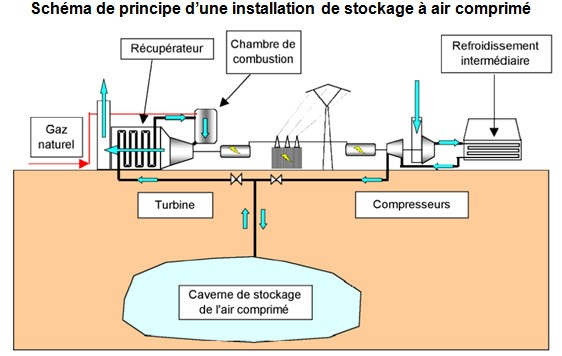 Schéma de principe d’une installation de stockage à air comprimé
Récupérateur
Chambre de
combustion
Refroidissement
intermédiaire
Gaz
naturel
Turbine
Compresseurs
Caverne de stockage
de l'air comprimé